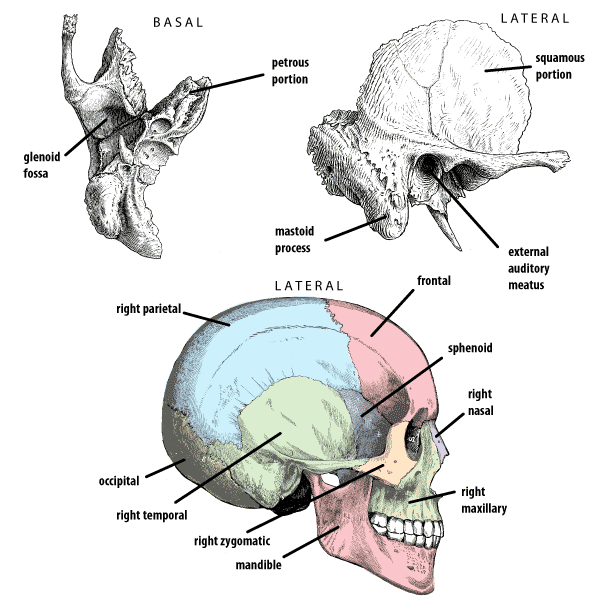 BASAL
LATERAL
petrous
portion
squamous
portion
glenoid
fossa
mastoid
process
external
auditory
meatus
LATERAL
frontal
right parietal
sphenoid
right
nasal
occipital
right temporal
right
maxillary
right zygomatic
mandible